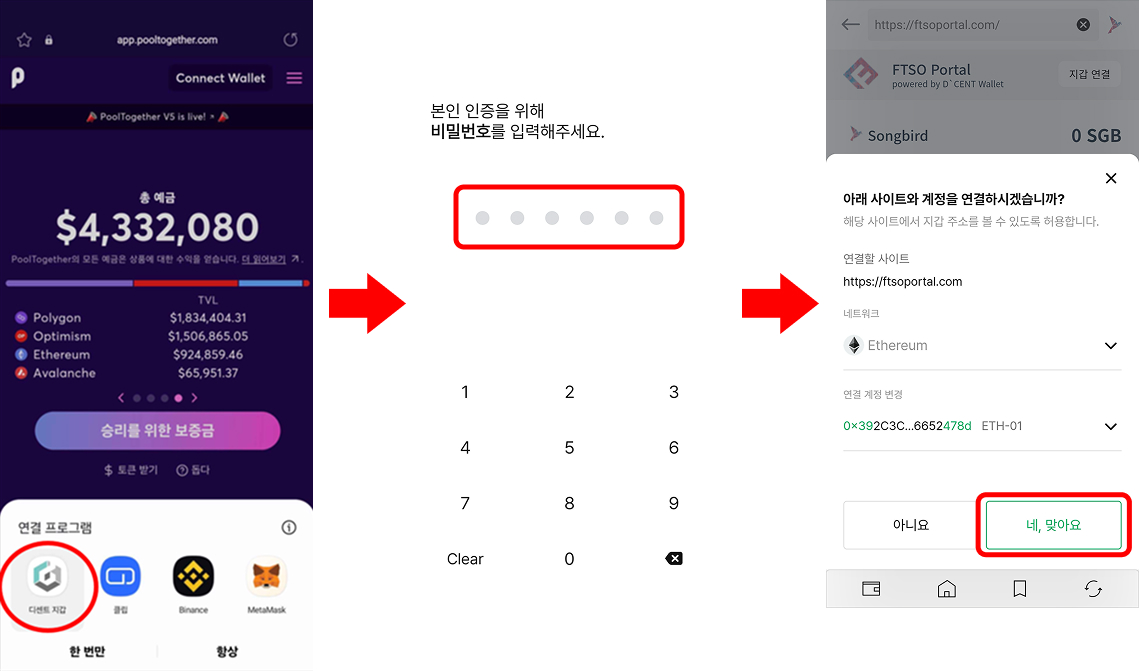 app.pooltogether.com
Connect Wallet
PoolTogether V5 is live!
총 예금
$4,332,080
PoolTogether의 모든 예금은 상품에 대한 수익을 얻습니다. 더 읽어보기 ↗.
TVL
Polygon $1,834,404.31
Optimism $1,506,865.05
Ethereum $924,859.46
Avalanche $65,951.37
승리를 위한 보증금
$ 토큰 받기 ? 돕다
연결 프로그램
디센트 지갑 클립 Binance MetaMask
한 번만 항상
본인 인증을 위해
비밀번호를 입력해주세요.
1 2 3
4 5 6
7 8 9
Clear 0
https://ftsoportal.com/
FTSO Portal
powered by D`CENT Wallet
지갑 연결
Songbird 0 SGB
아래 사이트와 계정을 연결하시겠습니까?
해당 사이트에서 지갑 주소를 볼 수 있도록 허용합니다.
연결할 사이트
https://ftsoportal.com
네트워크
Ethereum
연결 계정 변경
0x392C3C...6652478d ETH-01
아니요 네, 맞아요